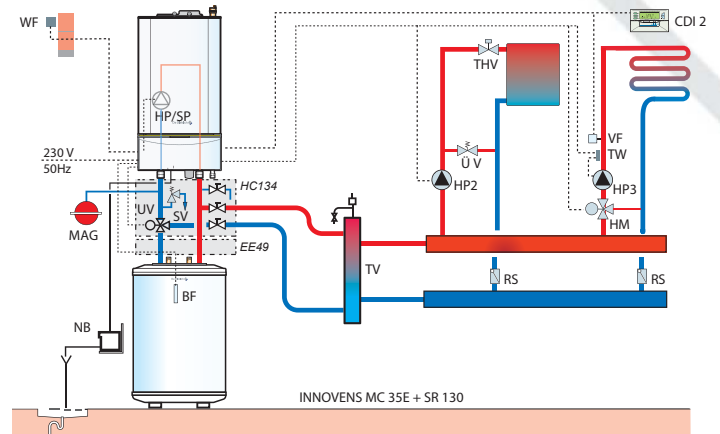 WF
CDI 2
THV
HP/SP
VF
TW
230 V
50Hz
Ü V
HC134
HP2
HP3
UV
SV
HM
MAG
EE49
TV
RS
RS
BF
NB
INNOVENS MC 35E + SR 130